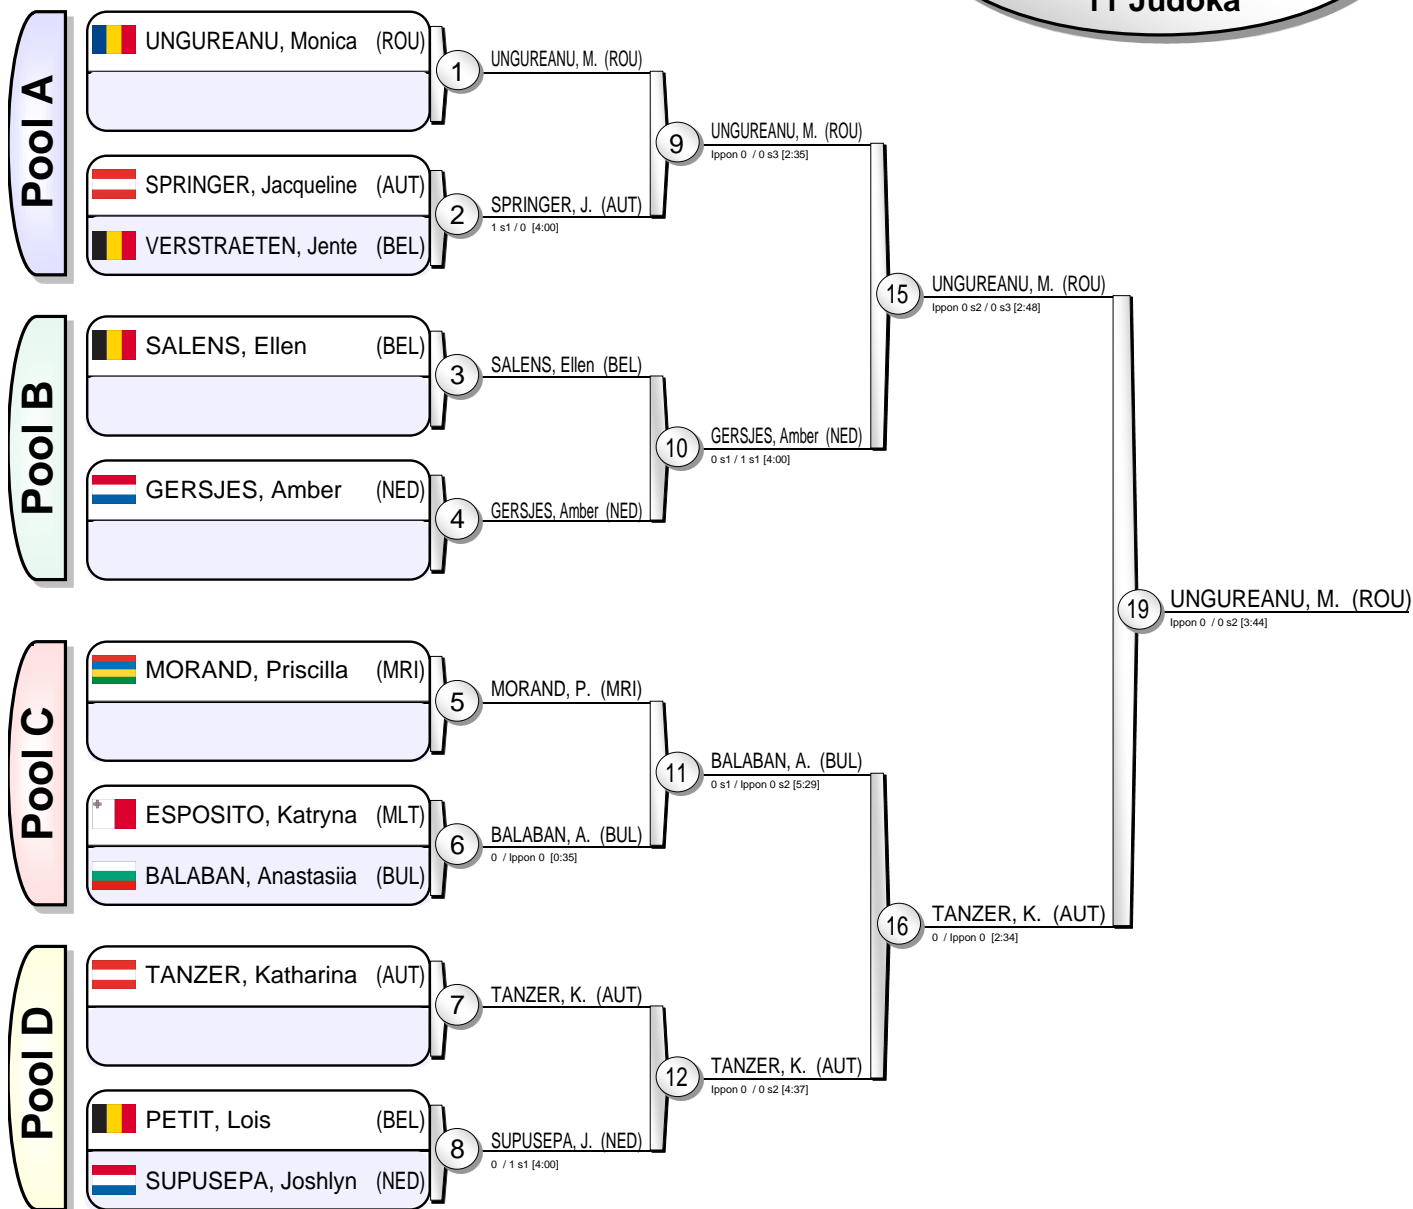 11 Judoka
Pool A
UNGUREANU, Monica (ROU)
1
UNGUREANU, M. (ROU)
SPRINGER, Jacqueline (AUT)
VERSTRAETEN, Jente (BEL)
2
SPRINGER, J. (AUT)
1 s1 / 0 [4:00]
9
UNGUREANU, M. (ROU)
Ippon 0 / 0 s3 [2:35]
Pool B
SALENS, Ellen (BEL)
3
SALENS, Ellen (BEL)
GERSJES, Amber (NED)
4
GERSJES, Amber (NED)
10
GERSJES, Amber (NED)
0 s1 / 1 s1 [4:00]
15
UNGUREANU, M. (ROU)
Ippon 0 s2 / 0 s3 [2:48]
Pool C
MORAND, Priscilla (MRI)
5
MORAND, P. (MRI)
ESPOSITO, Katryna (MLT)
BALABAN, Anastasiia (BUL)
6
BALABAN, A. (BUL)
0 / Ippon 0 [0:35]
11
BALABAN, A. (BUL)
0 s1 / Ippon 0 s2 [5:29]
Pool D
TANZER, Katharina (AUT)
7
TANZER, K. (AUT)
PETIT, Lois (BEL)
SUPUSEPA, Joshlyn (NED)
8
SUPUSEPA, J. (NED)
0 / 1 s1 [4:00]
12
TANZER, K. (AUT)
Ippon 0 / 0 s2 [4:37]
16
TANZER, K. (AUT)
0 / Ippon 0 [2:34]
19
UNGUREANU, M. (ROU)
Ippon 0 / 0 s2 [3:44]